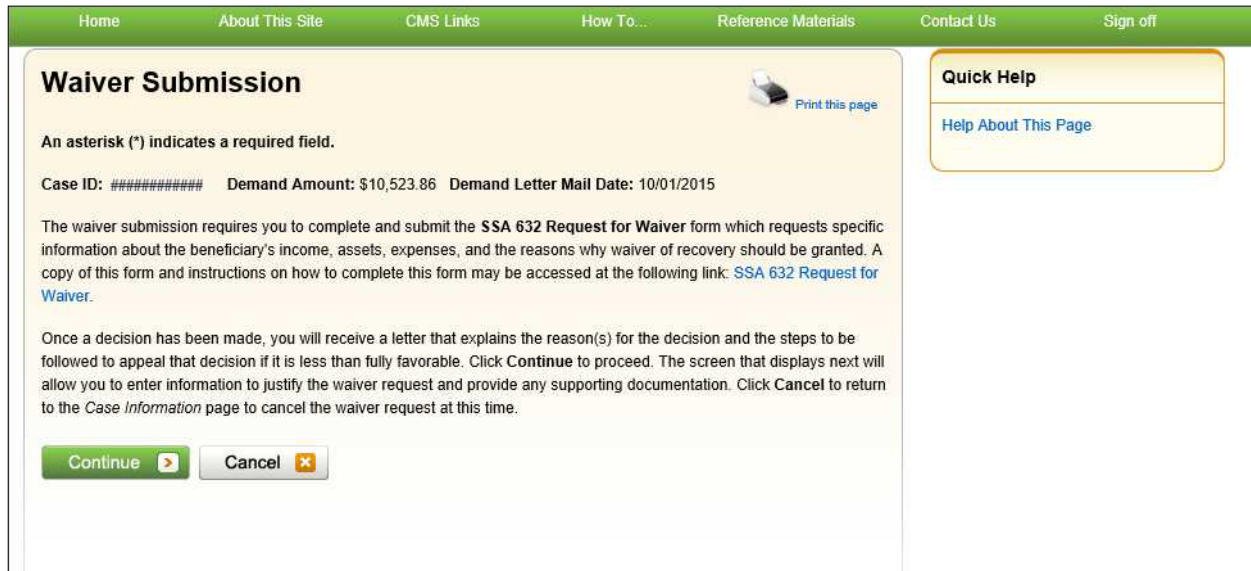 Home About This Site CMS Links How To... Reference Materials Contact Us Sign off
Waiver Submission
Print this page
An asterisk (*) indicates a required field.
Case ID: ############ Demand Amount: $10,523.86 Demand Letter Mail Date: 10/01/2015
The waiver submission requires you to complete and submit the SSA 632 Request for Waiver form which requests specific
information about the beneficiary's income, assets, expenses, and the reasons why waiver of recovery should be granted. A
copy of this form and instructions on how to complete this form may be accessed at the following link: SSA 632 Request for
Waiver.
Once a decision has been made, you will receive a letter that explains the reason(s) for the decision and the steps to be
followed to appeal that decision if it is less than fully favorable. Click Continue to proceed. The screen that displays next will
allow you to enter information to justify the waiver request and provide any supporting documentation. Click Cancel to return
to the Case Information page to cancel the waiver request at this time.
Continue Cancel
Quick Help
Help About This Page